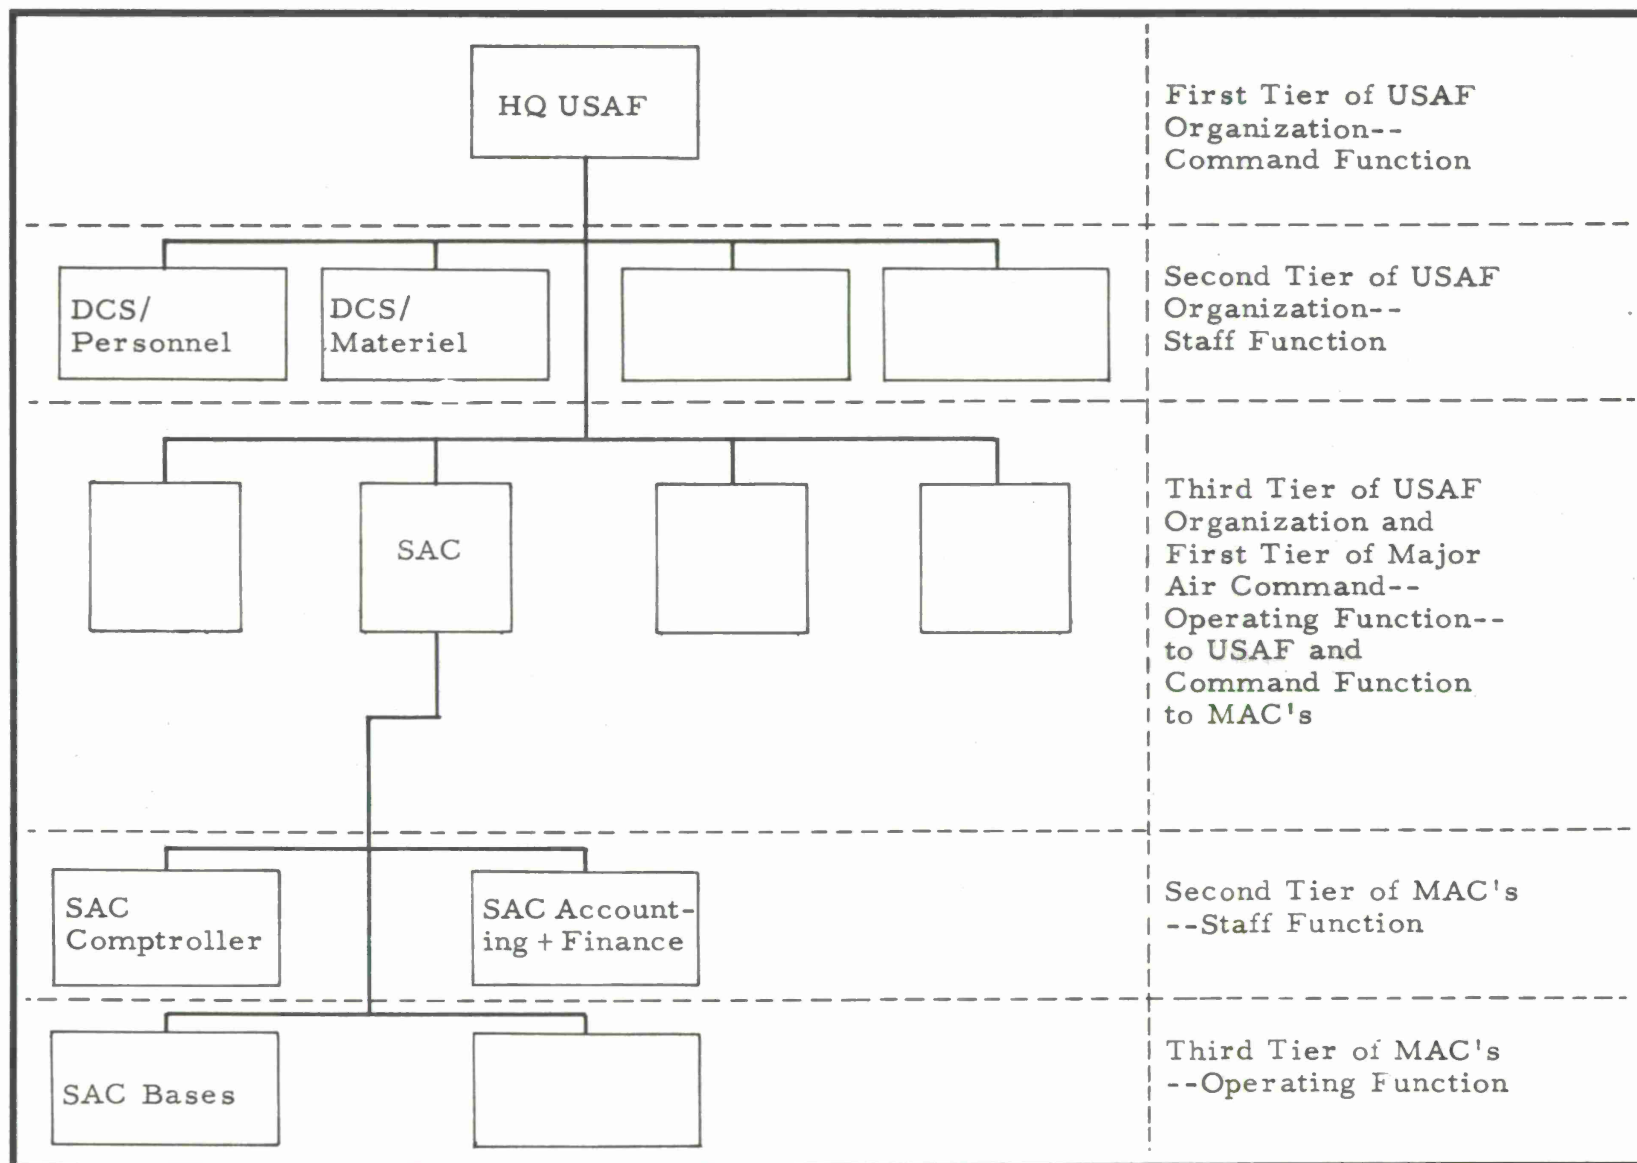 HQ USAF
First Tier of USAF
Organization--
Command Function
DCS/
Personnel
DCS/
Materiel
Second Tier of USAF
Organization--
Staff Function
SAC
Third Tier of USAF
Organization and
First Tier of Major
Air Command--
Operating Function--
to USAF and
Command Function
to MAC's
SAC
Comptroller
SAC Account-
ing + Finance
Second Tier of MAC's
--Staff Function
SAC Bases
Third Tier of MAC's
--Operating Function